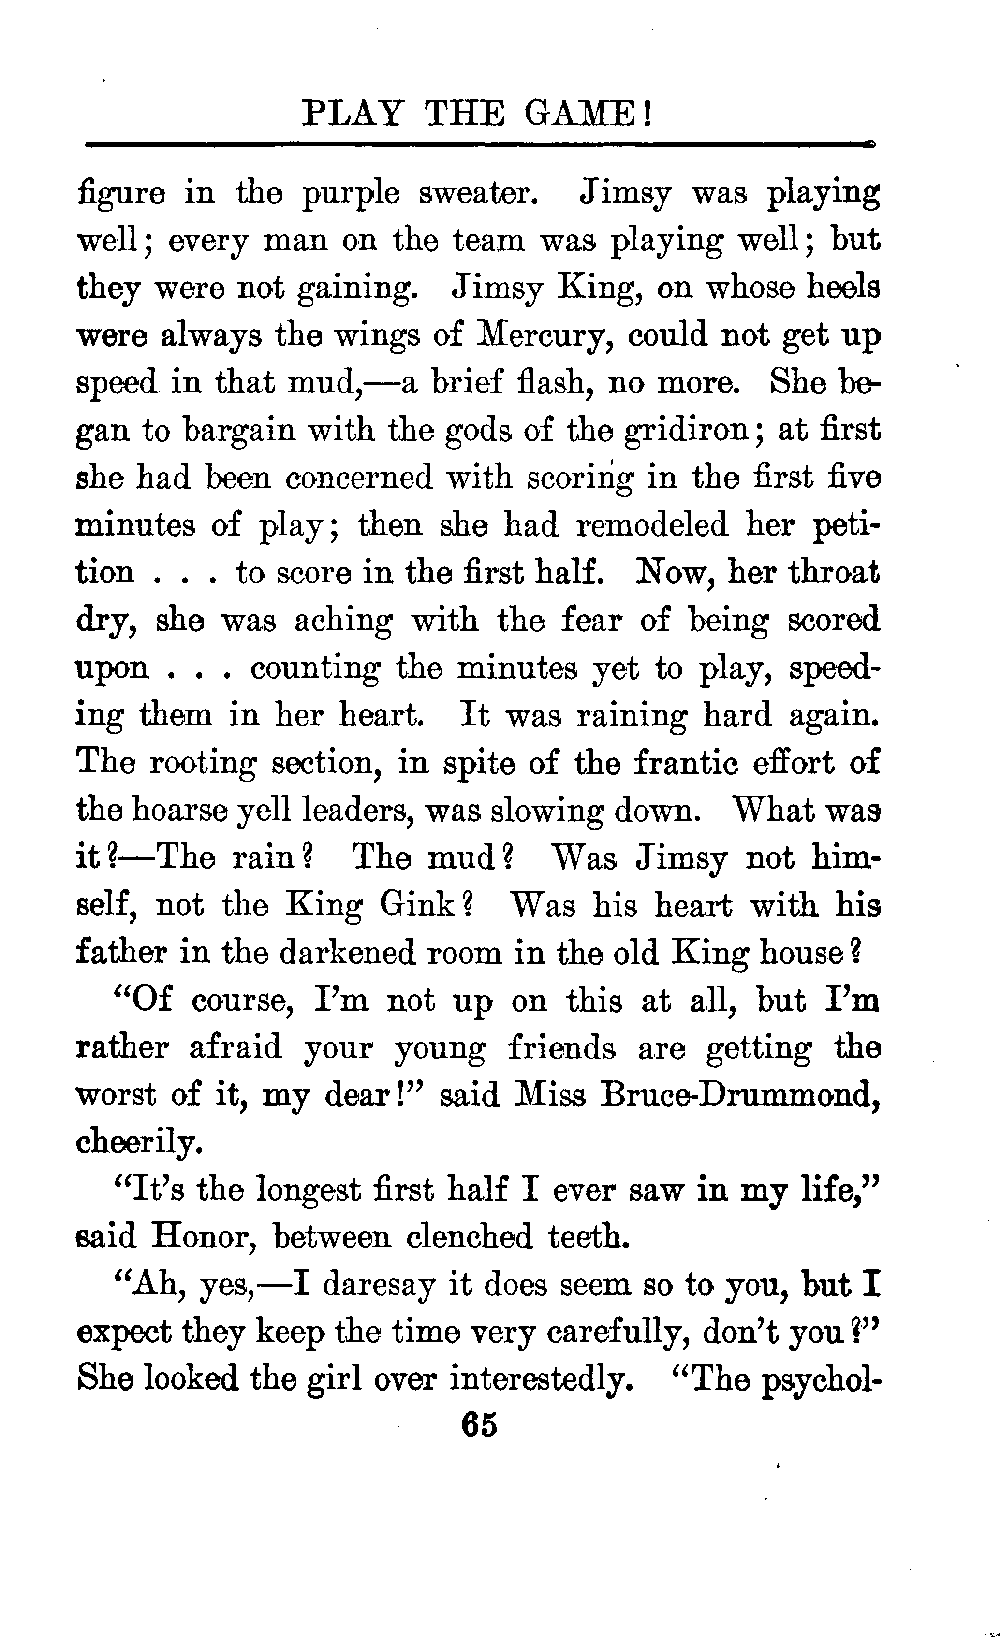 PLAY THE GAME!
figure in the purple sweater. Jimsy was playing
well; every man on the team was playing well; but
they were not gaining. Jimsy King, on whose heels
were always the wings of Mercury, could not get up
speed in that mud,—a brief flash, no more. She be-
gan to bargain with the gods of the gridiron; at first
she had been concerned with scoring in the first five
minutes of play; then she had remodeled her peti-
tion . . . to score in the first half. Now, her throat
dry, she was aching with the fear of being scored
upon . . . counting the minutes yet to play, speed-
ing them in her heart. It was raining hard again.
The rooting section, in spite of the frantic effort of
the hoarse yell leaders, was slowing down. What was
it?—The rain? The mud? Was Jimsy not him-
self, not the King Gink? Was his heart with his
father in the darkened room in the old King house?
“Of course, I’m not up on this at all, but I’m
rather afraid your young friends are getting the
worst of it, my dear!” said Miss Bruce-Drummond,
cheerily.
“It’s the longest first half I ever saw in my life,”
said Honor, between clenched teeth.
“Ah, yes,—I daresay it does seem so to you, but I
expect they keep the time very carefully, don’t you?”
She looked the girl over interestedly. “The psychol-
65